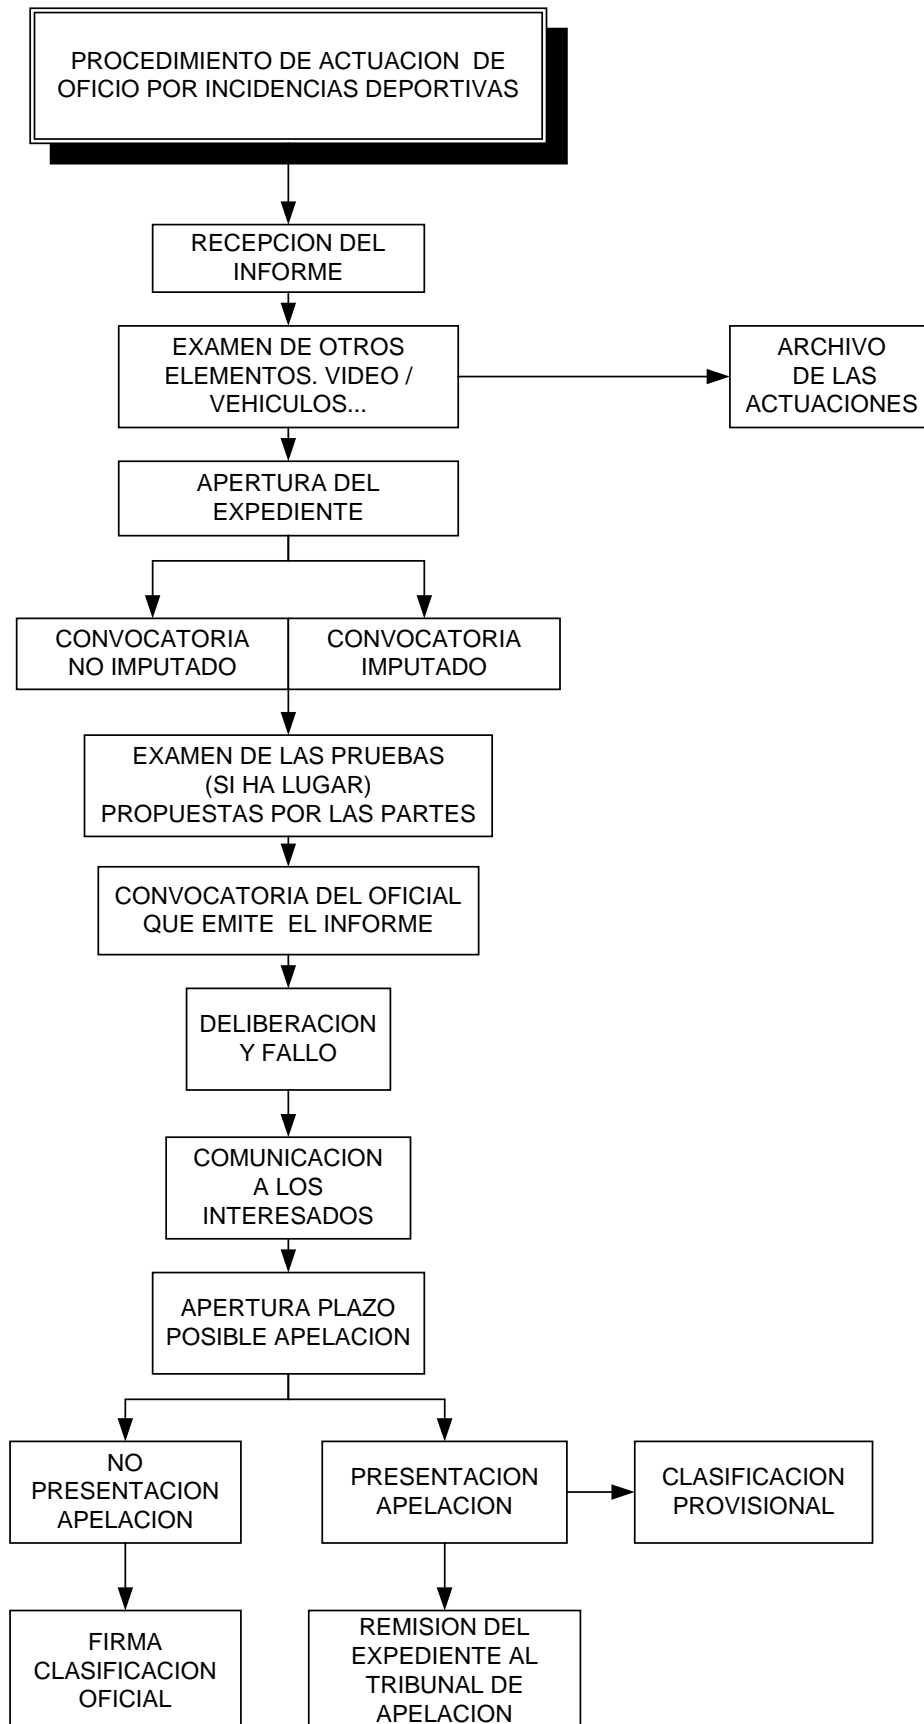 PROCEDIMIENTO DE ACTUACION  DE
OFICIO POR INCIDENCIAS DEPORTIVAS
RECEPCION DEL
INFORME
EXAMEN DE OTROS
ELEMENTOS. VIDEO /
VEHICULOS...
ARCHIVO
DE LAS
ACTUACIONES
APERTURA DEL
EXPEDIENTE
CONVOCATORIA
NO IMPUTADO
CONVOCATORIA
IMPUTADO
EXAMEN DE LAS PRUEBAS
(SI HA LUGAR)
PROPUESTAS POR LAS PARTES
CONVOCATORIA DEL OFICIAL
QUE EMITE  EL INFORME
DELIBERACION
Y FALLO
COMUNICACION
A LOS
INTERESADOS
APERTURA PLAZO
POSIBLE APELACION
NO
PRESENTACION
APELACION
PRESENTACION
APELACION
CLASIFICACION
PROVISIONAL
FIRMA
CLASIFICACION
OFICIAL
REMISION DEL
EXPEDIENTE AL
TRIBUNAL DE
APELACION